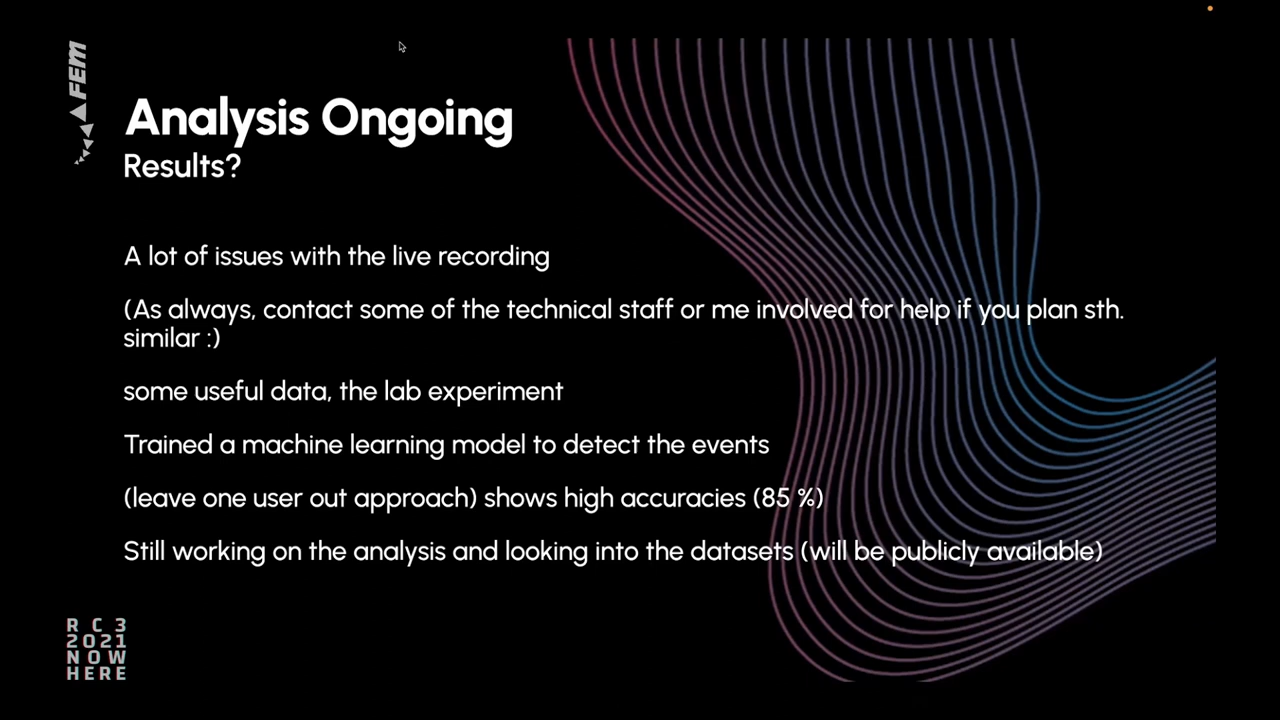 FEM
Analysis Ongoing
Results?
A lot of issues with the live recording
(As always, contact some of the technical staff or me involved for help if you plan sth.
similar :)
some useful data, the lab experiment
Trained a machine learning model to detect the events
(leave one user out approach) shows high accuracies (85 %)
Still working on the analysis and looking into the datasets (will be publicly available)
R C 3
2021
NOW
HERE